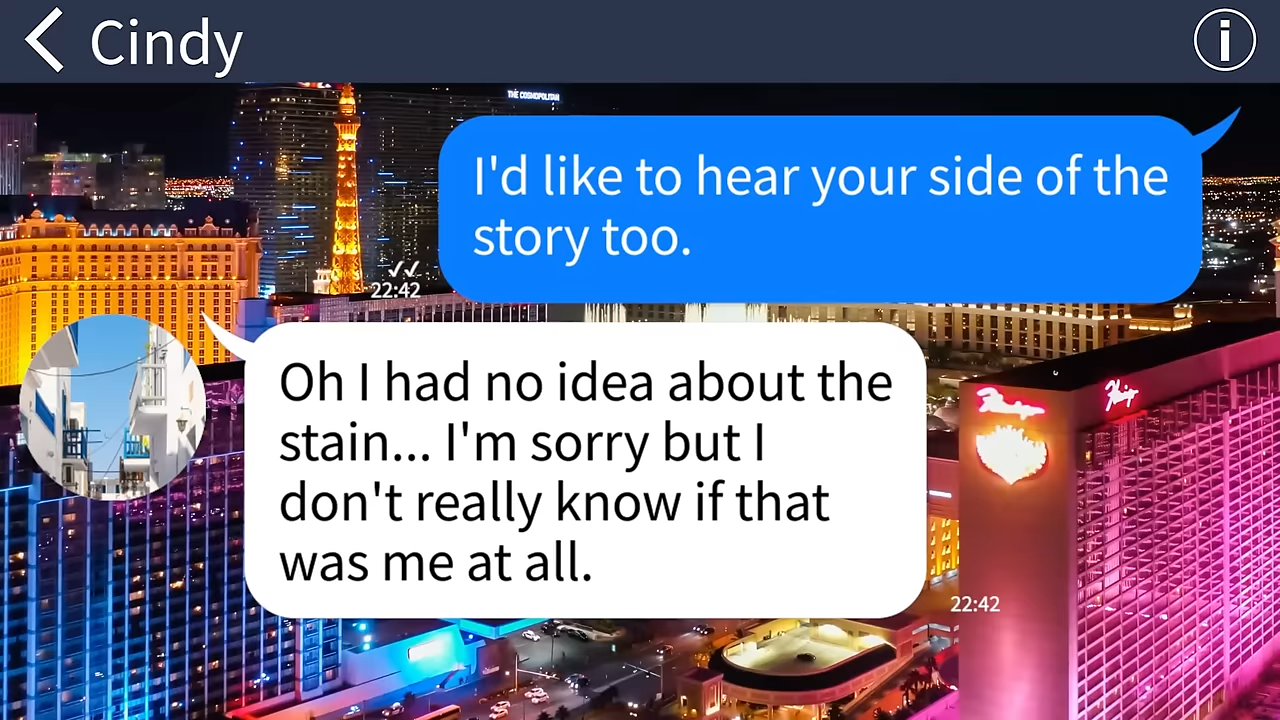 Cindy
THE COSMOPOLITAN
I'd like to hear your side of the
story too.
22:42
Oh I had no idea about the
stain... I'm sorry but I
don't really know if that
was me at all.
22:42